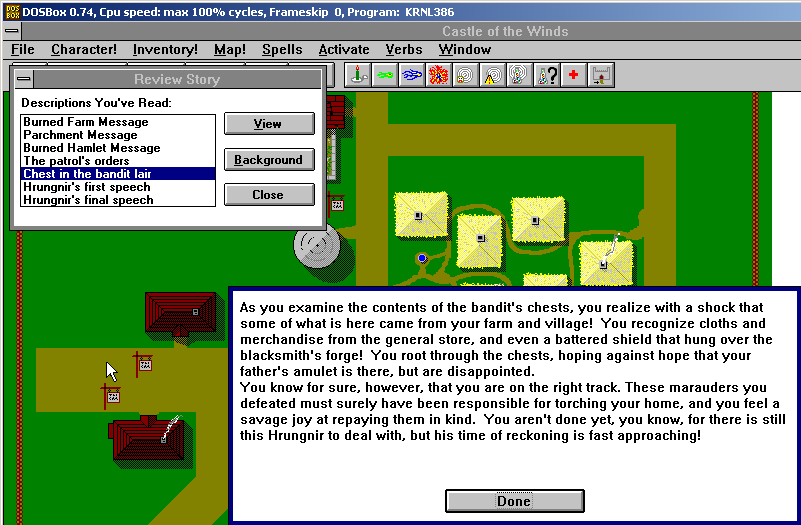 DOSBox 0.74, Cpu speed: max 100% cycles, Frameskip  0, Program:  KRNL386
Castle of the Winds
File Character! Inventory! Map! Spells Activate Verbs Window
Review Story
Descriptions You've Read:
Burned Farm Message
Parchment Message
Burned Hamlet Message
The patrol's orders
Chest in the bandit lair
Hrungnir's first speech
Hrungnir's final speech
View
Background
Close
As you examine the contents of the bandit's chests, you realize with a shock that
some of what is here came from your farm and village!  You recognize cloths and
merchandise from the general store, and even a battered shield that hung over the
blacksmith's forge!  You root through the chests, hoping against hope that your
father's amulet is there, but are disappointed.
You know for sure, however, that you are on the right track. These marauders you
defeated must surely have been responsible for torching your home, and you feel a
savage joy at repaying them in kind.  You aren't done yet, you know, for there is still
this Hrungnir to deal with, but his time of reckoning is fast approaching!
Done